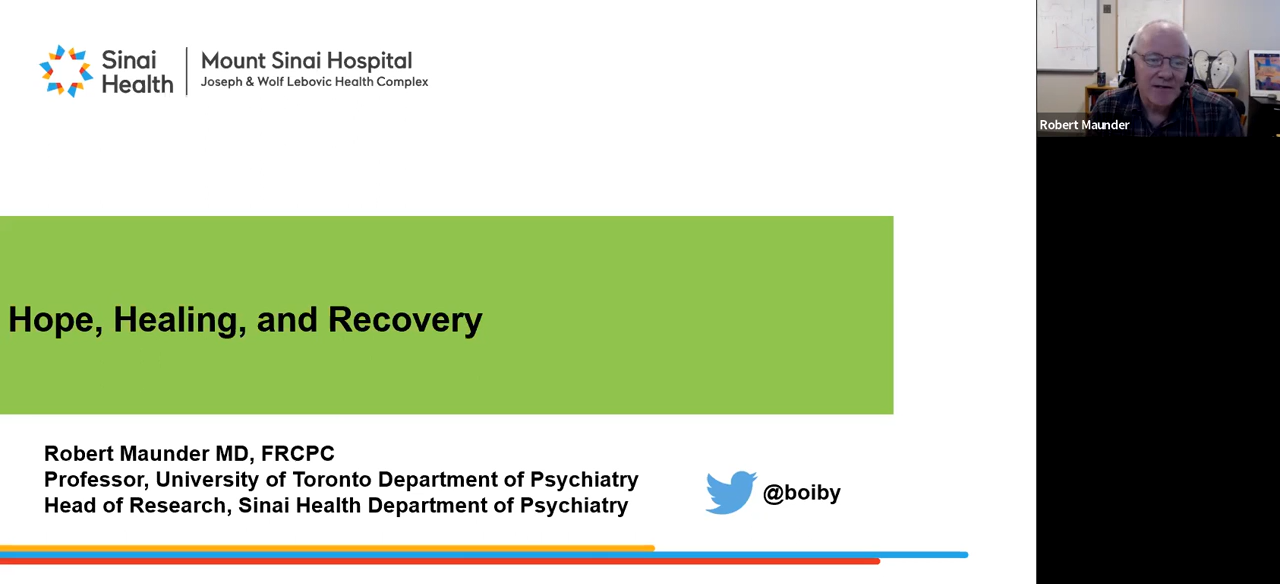 Sinai
Health
Mount Sinai Hospital
Joseph & Wolf Lebovic Health Complex
Robert Maunder
Hope, Healing, and Recovery
Robert Maunder MD, FRCPC
Professor, University of Toronto Department of Psychiatry
Head of Research, Sinai Health Department of Psychiatry
@boiby